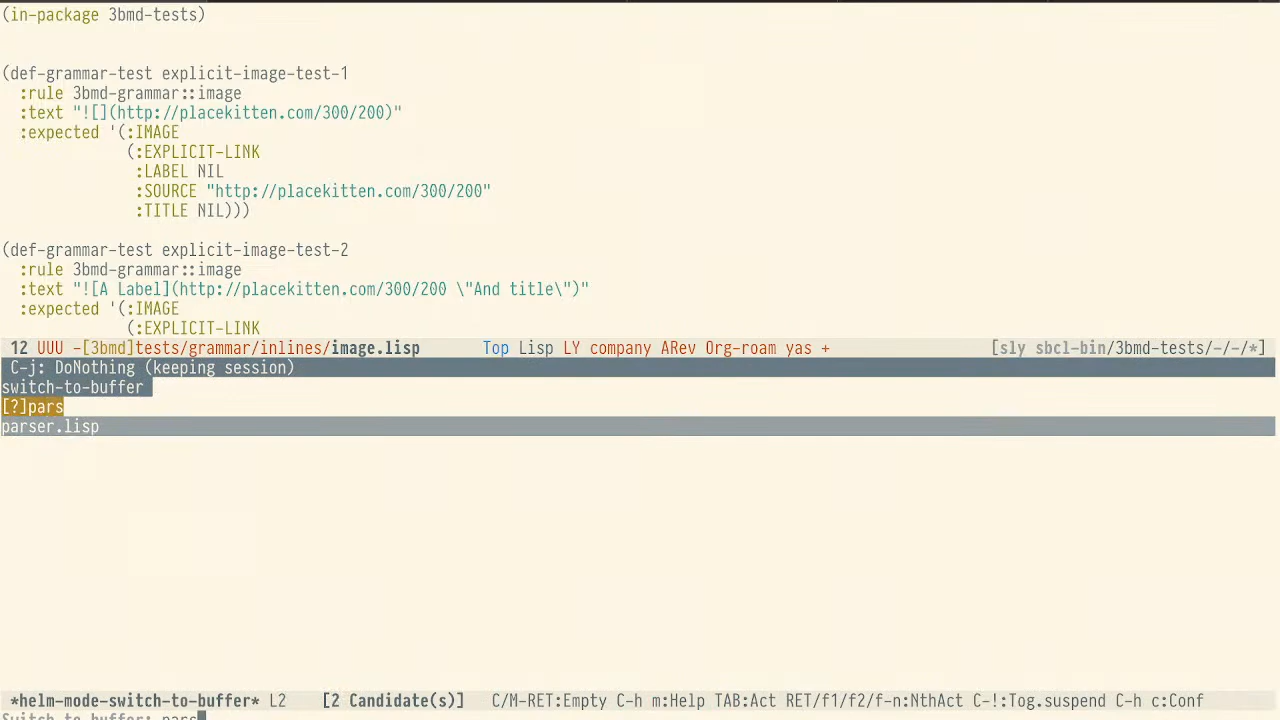 (in-package 3bmd-tests)
(def-grammar-test explicit-image-test-1
  :rule 3bmd-grammar::image
  :text "![](http://placekitten.com/300/200)"
  :expected '(:IMAGE
              (:EXPLICIT-LINK
               :LABEL NIL
               :SOURCE "http://placekitten.com/300/200"
               :TITLE NIL)))
(def-grammar-test explicit-image-test-2
  :rule 3bmd-grammar::image
  :text "![A Label](http://placekitten.com/300/200 \"And title\")"
  :expected '(:IMAGE
              (:EXPLICIT-LINK
12 UUU -[3bmd]tests/grammar/inlines/image.lisp Top Lisp LY company ARev Org-roam yas + [sly sbcl-bin/3bmd-tests/-/-/*]
C-j: DoNothing (keeping session)
switch-to-buffer
[?]pars
parser.lisp
*helm-mode-switch-to-buffer* L2 [2 Candidate(s)] C/M-RET:Empty C-h m:Help TAB:Act RET/f1/f2/f-n:NthAct C-!:Tog.suspend C-h c:Conf
Switch to buffer: pars